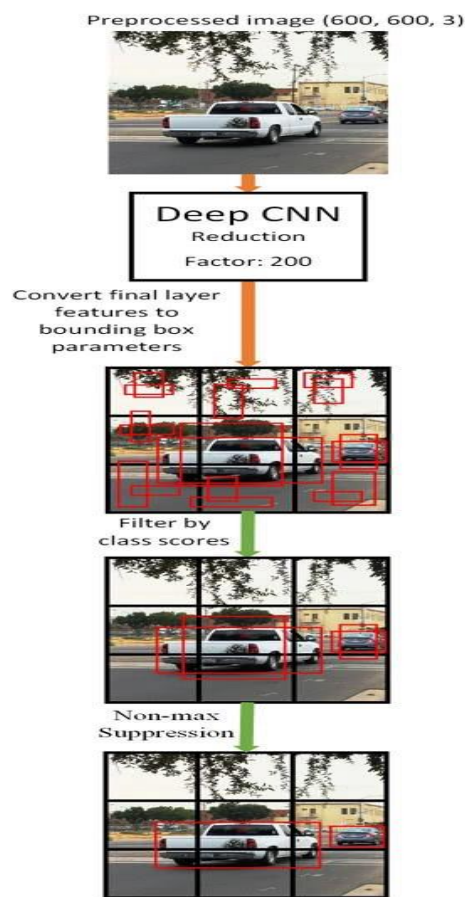 Preprocessed image (600, 600, 3)
Deep CNN
Reduction
Factor: 200
Convert final layer
features to
bounding box
parameters
Filter by
class scores
Non-max
Suppression